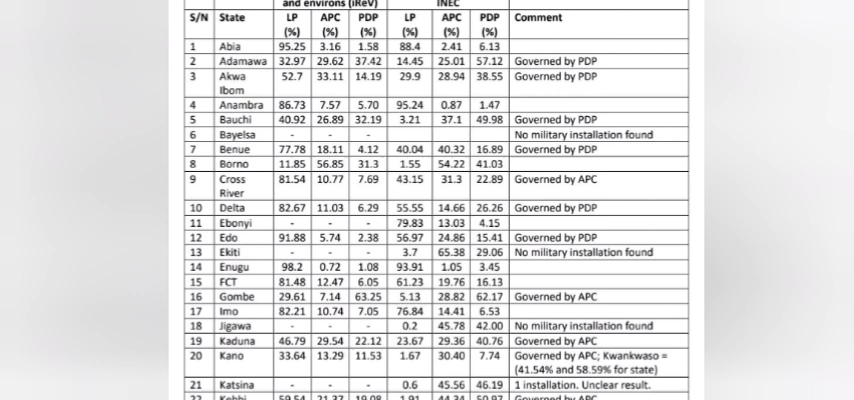 and environs (iReV) INEC
S/N State LP APC PDP LP APC PDP Comment
(%) (%) (%) (%) (%) (%)
1 Abia 95.25 3.16 1.58 88.4 2.41 6.13
2 Adamawa 32.97 29.62 37.42 14.45 25.01 57.12 Governed by PDP
3 Akwa 52.7 33.11 14.19 29.9 28.94 38.55 Governed by PDP
Ibom
4 Anambra 86.73 7.57 5.70 95.24 0.87 1.47
5 Bauchi 40.92 26.89 32.19 3.21 37.1 49.98 Governed by PDP
6 Bayelsa - - - No military installation found
7 Benue 77.78 18.11 4.12 40.04 40.32 16.89 Governed by PDP
8 Borno 11.85 56.85 31.3 1.55 54.22 41.03
9 Cross 81.54 10.77 7.69 43.15 31.3 22.89 Governed by APC
River
10 Delta 82.67 11.03 6.29 55.55 14.66 26.26 Governed by PDP
11 Ebonyi - - - 79.83 13.03 4.15
12 Edo 91.88 5.74 2.38 56.97 24.86 15.41 Governed by PDP
13 Ekiti - - - 3.7 65.38 29.06 No military installation found
14 Enugu 98.2 0.72 1.08 93.91 1.05 3.45
15 FCT 81.48 12.47 6.05 61.23 19.76 16.13
16 Gombe 29.61 7.14 63.25 5.13 28.82 62.17 Governed by APC
17 Imo 82.21 10.74 7.05 76.84 14.41 6.53
18 Jigawa - - - 0.2 45.78 42.00 No military installation found
19 Kaduna 46.79 29.54 22.12 23.67 29.36 40.76 Governed by APC
20 Kano 33.64 13.29 11.53 1.67 30.40 7.74 Governed by APC; Kwankwaso =
(41.54% and 58.59% for state)
21 Katsina - - - 0.6 45.56 46.19 1 installation. Unclear result.
22 Kebbi 59.54 21.37 19.08 1.91 44.34 50.97 Governed by APC